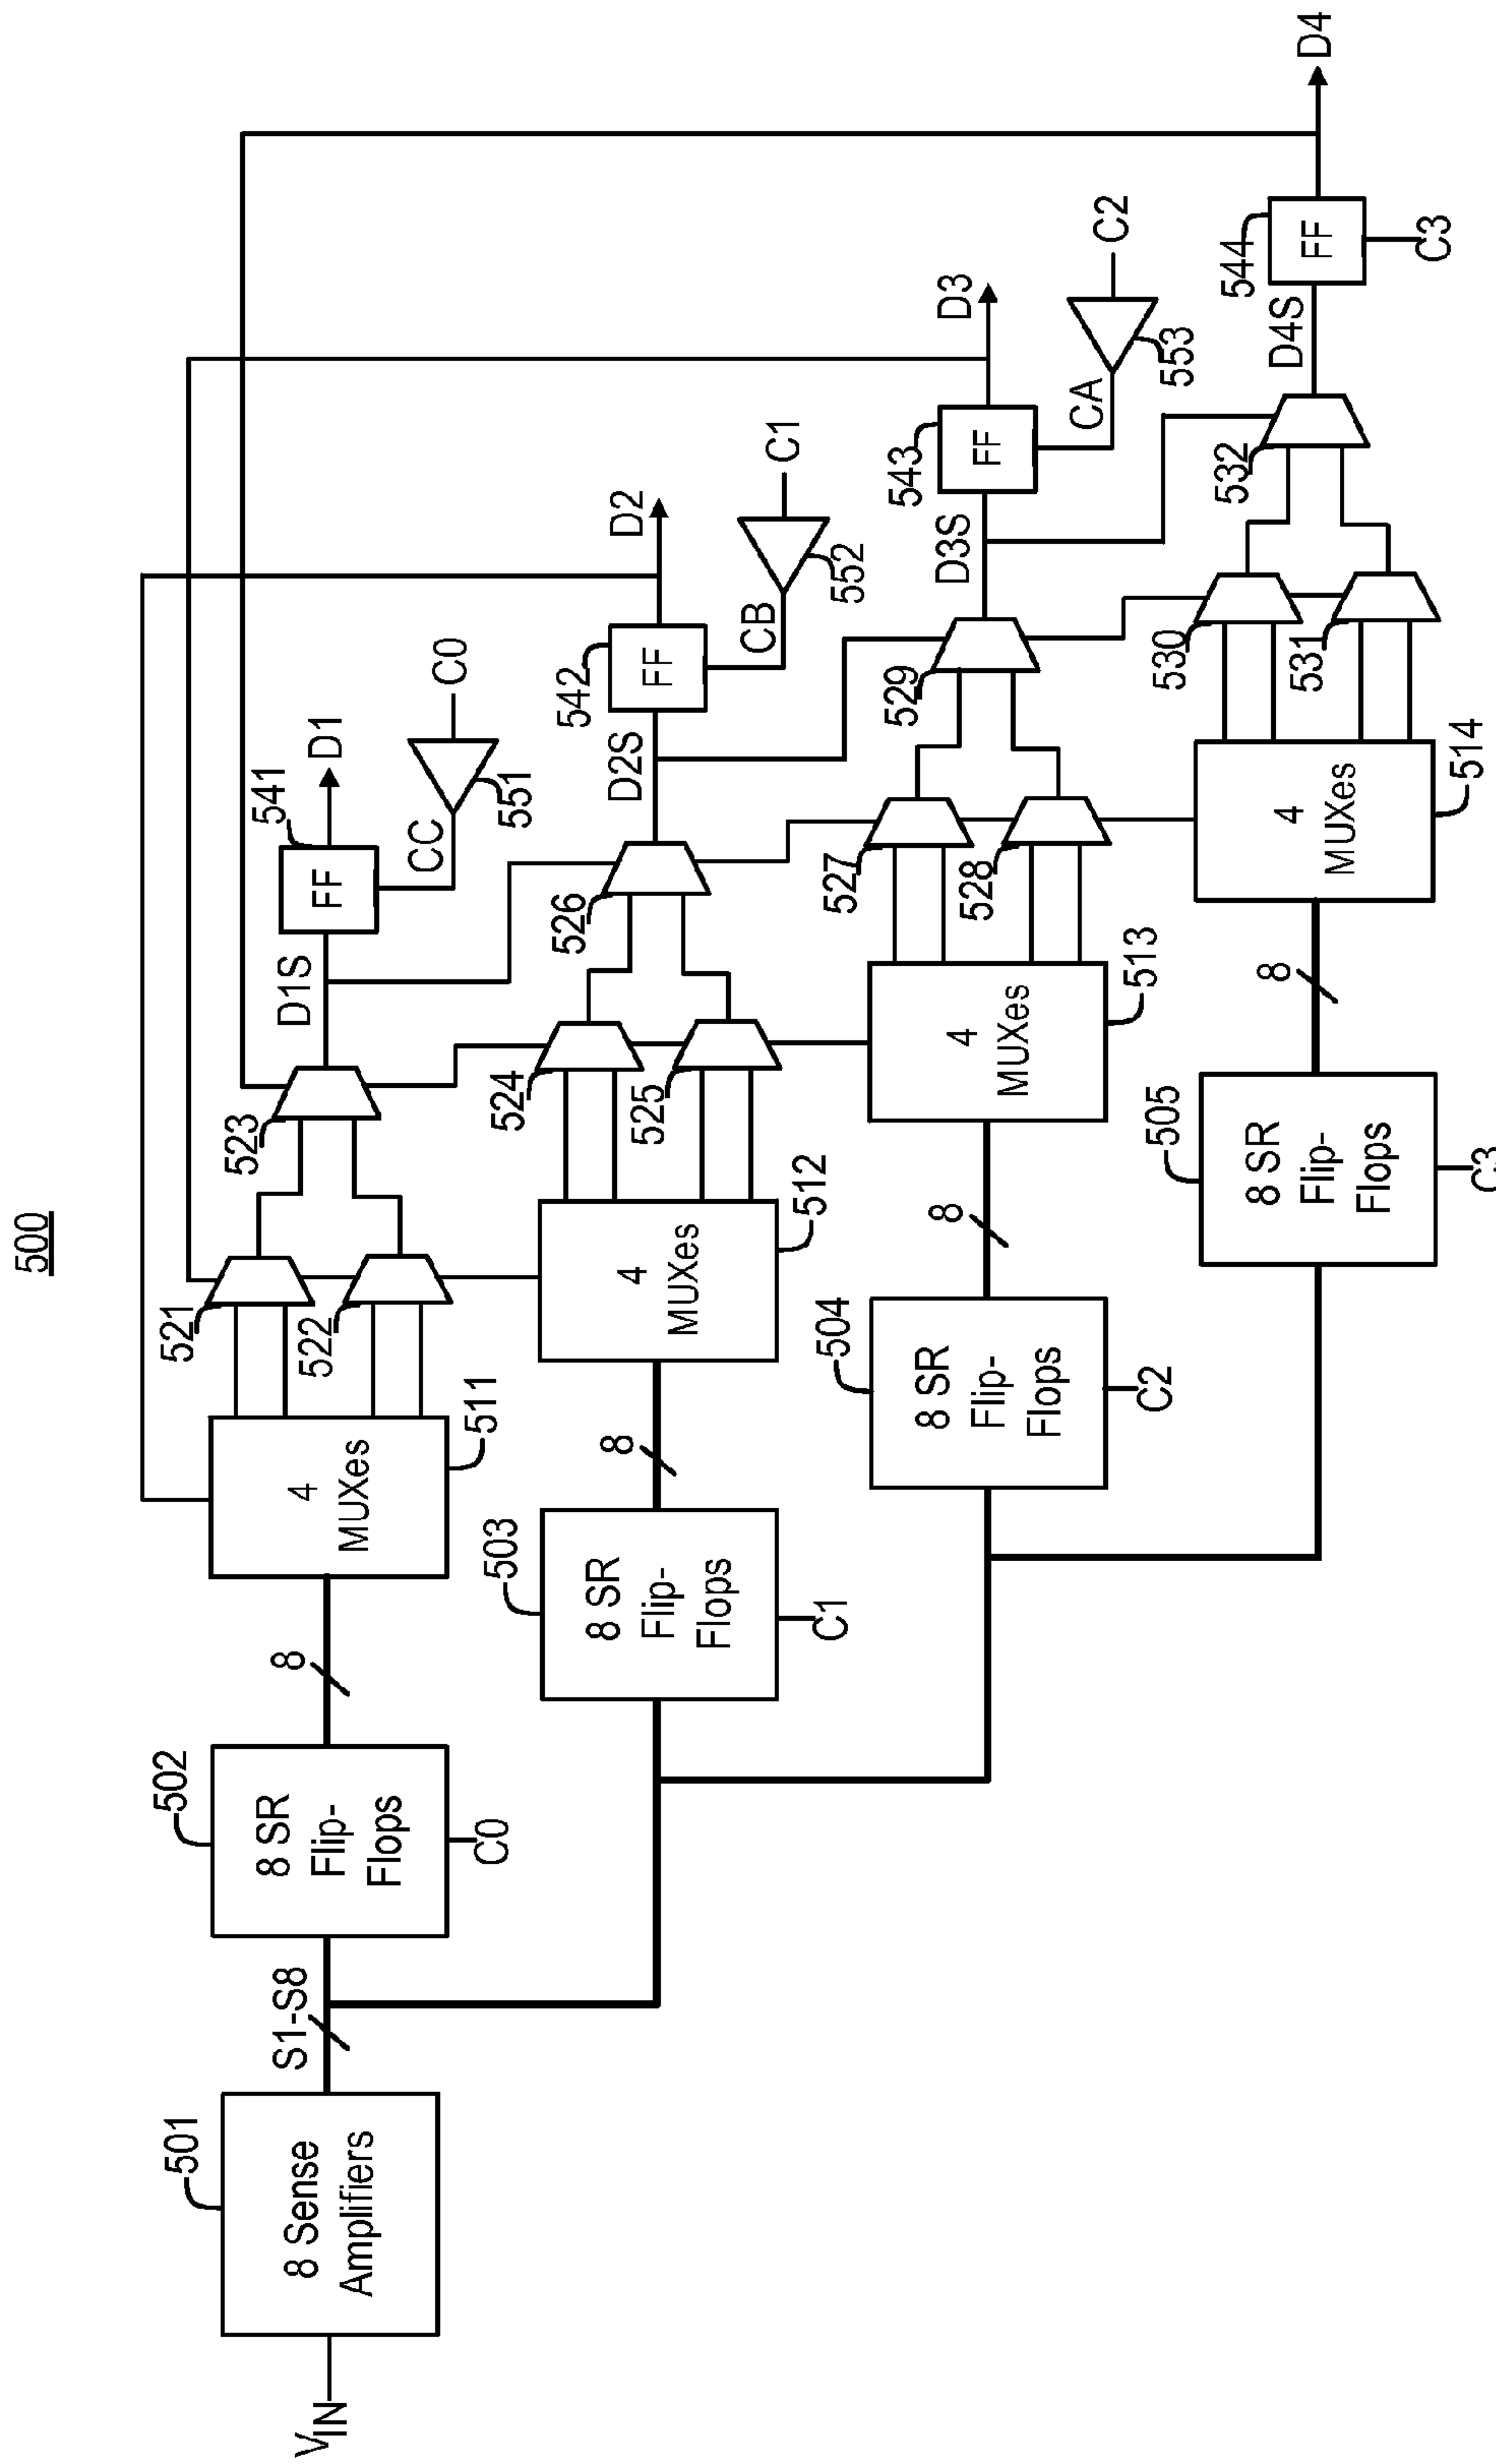 500
V_IN
501
8 Sense
Amplifiers
S1-S8
502
8 SR
Flip-
Flops
C0
8
511
4
MUXes
521
522
523
D1S
541
FF
D1
CC
551
C0
503
8 SR
Flip-
Flops
C1
8
512
4
MUXes
524
525
526
D2S
542
FF
D2
CB
552
C1
504
8 SR
Flip-
Flops
C2
8
513
4
MUXes
527
528
529
D3S
543
FF
D3
CA
553
C2
505
8 SR
Flip-
Flops
C3
8
514
4
MUXes
530
531
532
D4S
544
FF
D4
C3